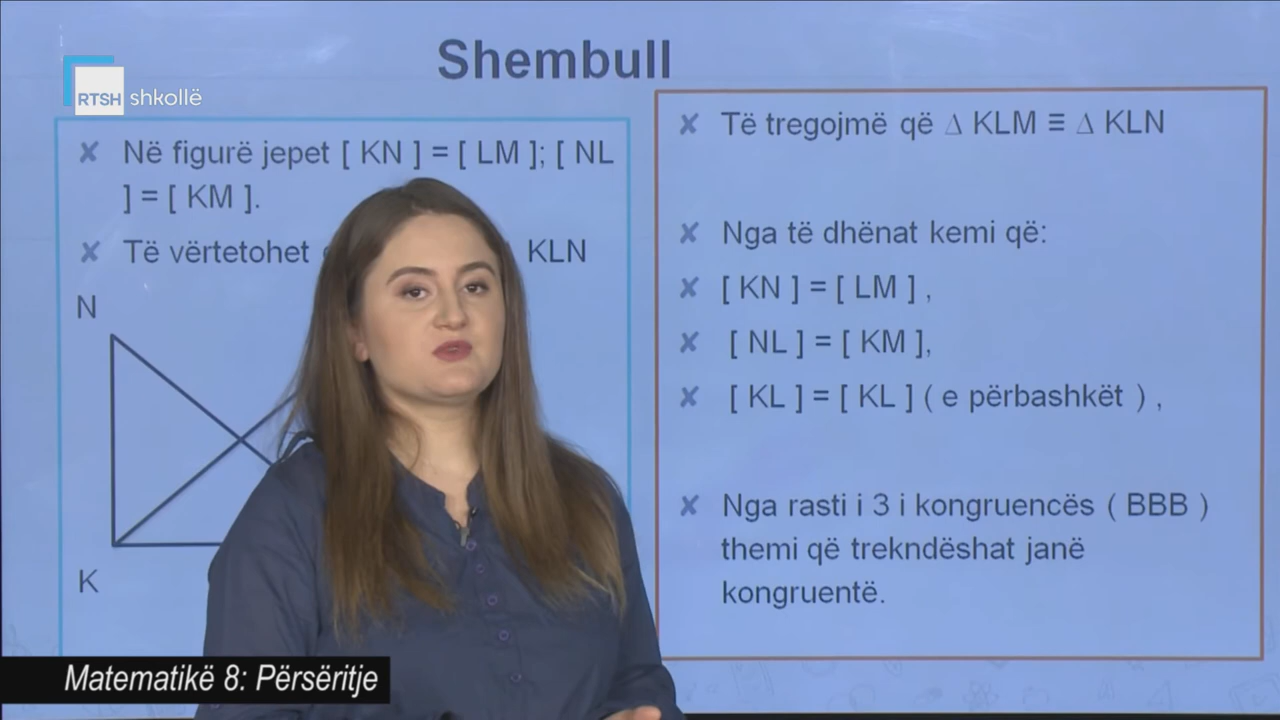 Shembull
RTSH shkollë
✘ Në figurë jepet [ KN ] = [ LM ]; [ NL
] = [ KM ].
✘ Të vërtetohet KLN
N
K
✘ Të tregojmë që Δ KLM ≡ Δ KLN
✘ Nga të dhënat kemi që:
✘ [ KN ] = [ LM ] ,
✘ [ NL ] = [ KM ],
✘ [ KL ] = [ KL ] ( e përbashkët ) ,
✘ Nga rasti i 3 i kongruencës ( BBB )
themi që trekndëshat janë
kongruentë.
Matematikë 8: Përsëritje